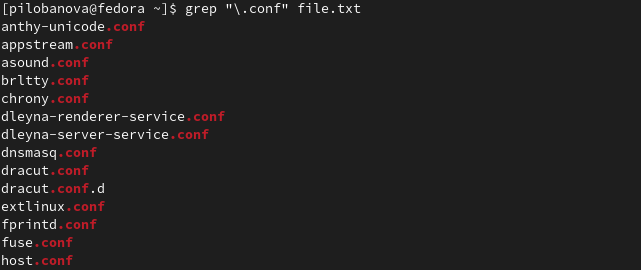 [pilobanova@fedora ~]$ grep "\.conf" file.txt
anthy-unicode.conf
appstream.conf
asound.conf
brltty.conf
chrony.conf
dleyna-renderer-service.conf
dleyna-server-service.conf
dnsmasq.conf
dracut.conf
dracut.conf.d
extlinux.conf
fprintd.conf
fuse.conf
host.conf